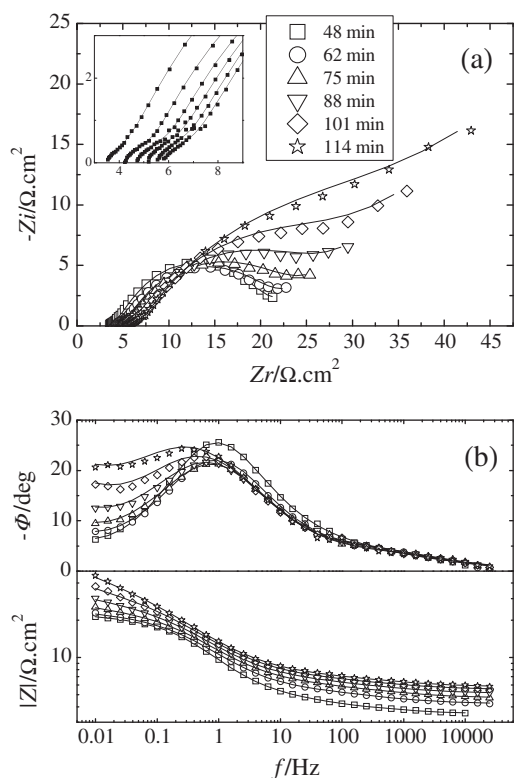 25
20
15
10
5
0
-Zi/Ω.cm²
2
1
0
4 6 8
48 min
62 min
75 min
88 min
101 min
114 min
(a)
0 5 10 15 20 25 30 35 40 45
Zr/Ω.cm²
30
20
10
0
-Φ/deg
(b)
10
|Z|/Ω.cm²
0.01 0.1 1 10 100 1000 10000
f/Hz